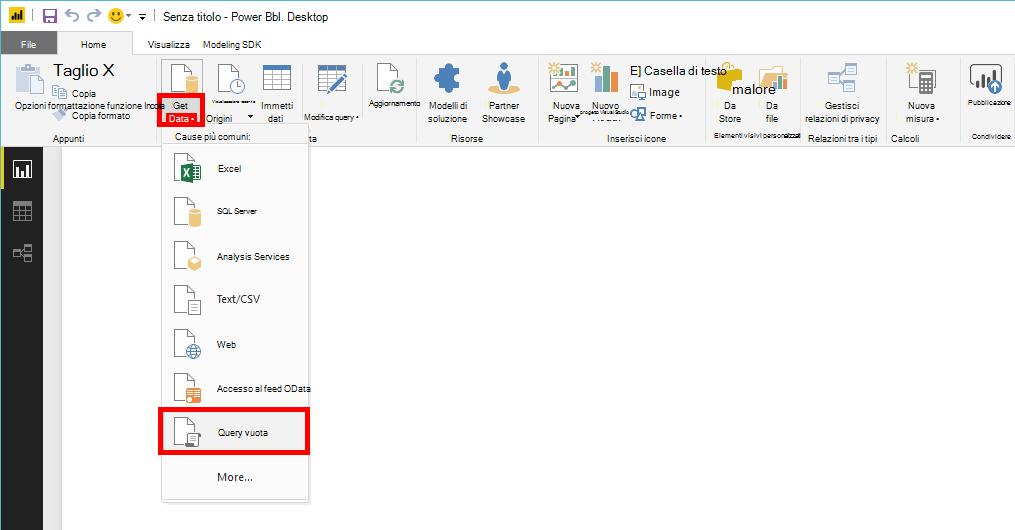 Senza titolo - Power Bbl. Desktop
File Home Visualizza Modeling SDK
Taglio X
Copia
Opzioni formattazione funzione
Copia formato
Appunti
Get
Data
Origini
Immetti
dati
Modifica query
Aggiornamento
Modelli di
soluzione
Partner
Showcase
Risorse
Nuova
Pagina
Nuovo
progetto Visual Studio
E] Casella di testo
Image
Forme
Inserisci icone
malore
Da
Store
Da
file
Elementi visivi
Gestisci
relazioni di privacy
Relazioni tra i tipi
Nuova
misura
Calcoli
Pubblicazione
Condividere
Cause più comuni:
Excel
SQL Server
Analysis Services
Text/CSV
Web
Accesso al feed OData
Query vuota
More...